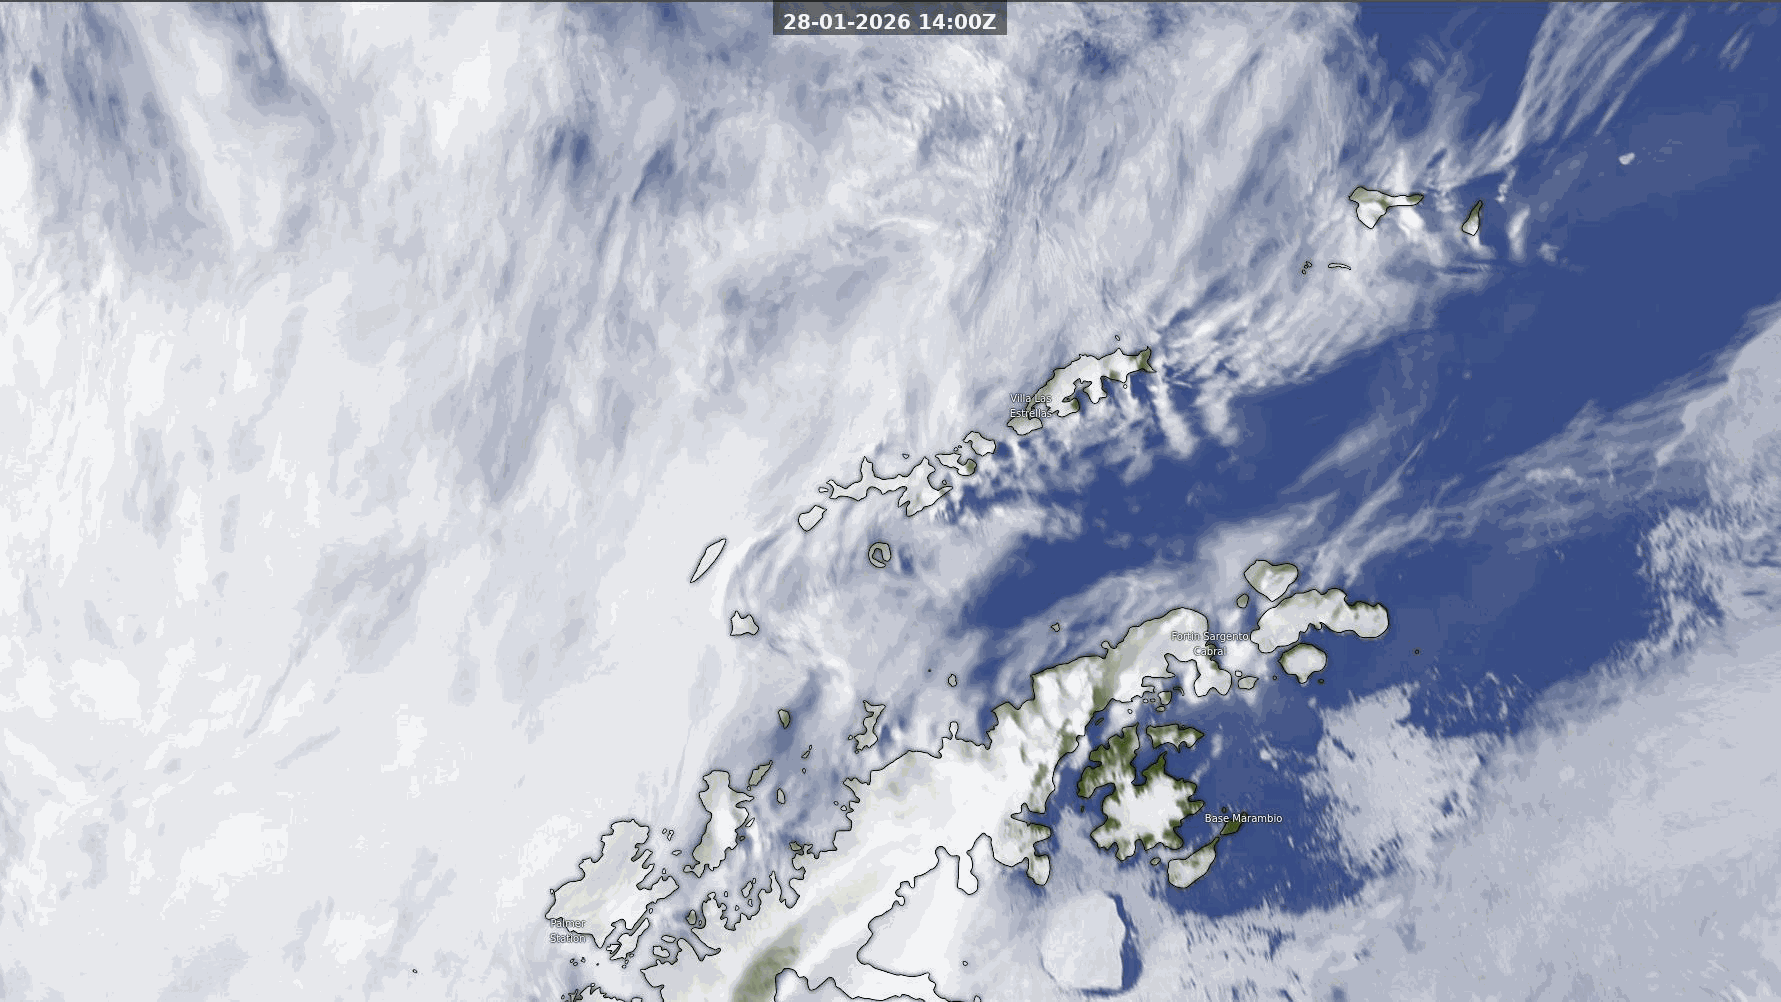 28-01-2026 14:00Z
Villa Las
Estrellas
Fortín Sargento
Cabral
Base Marambio
Palmer
Station